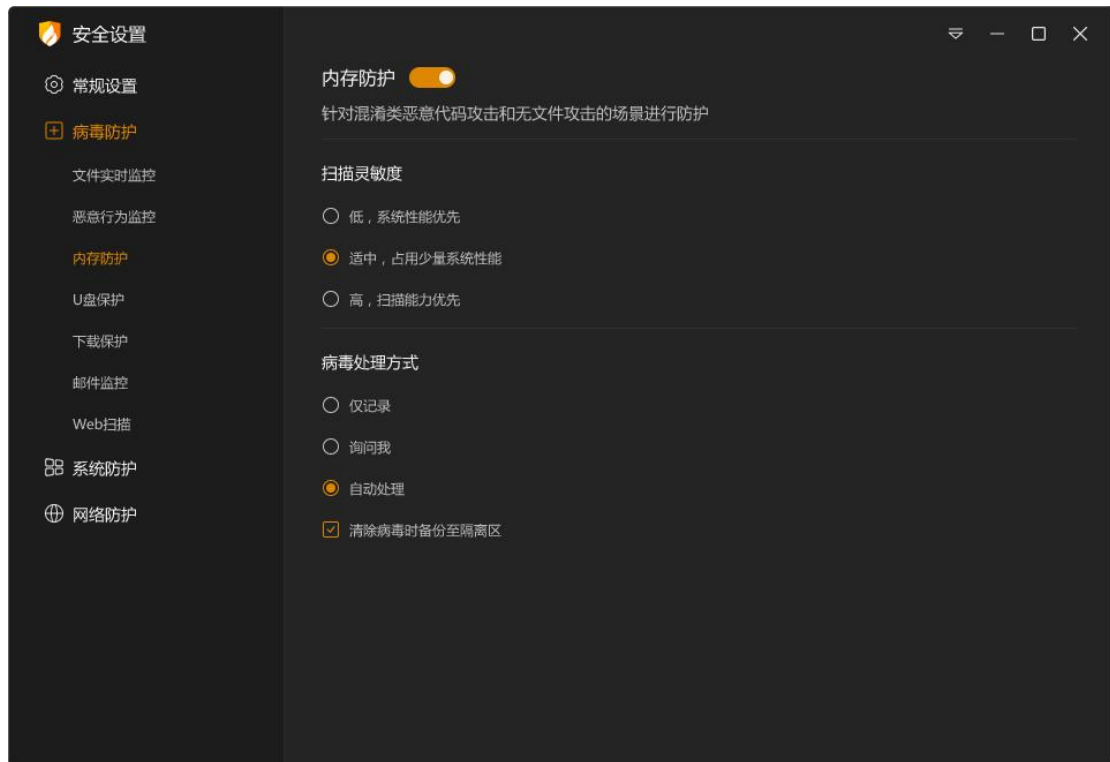 安全设置
常规设置
病毒防护
文件实时监控
恶意行为监控
内存防护
U盘保护
下载保护
邮件监控
Web扫描
系统防护
网络防护
内存防护
针对混淆类恶意代码攻击和无文件攻击的场景进行防护
扫描灵敏度
低，系统性能优先
适中，占用少量系统性能
高，扫描能力优先
病毒处理方式
仅记录
询问我
自动处理
清除病毒时备份至隔离区